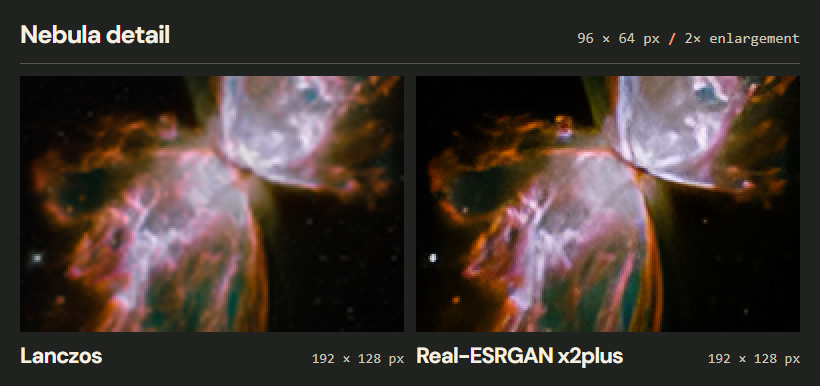 Nebula detail
96 × 64 px / 2× enlargement
Lanczos
192 × 128 px
Real-ESRGAN x2plus
192 × 128 px